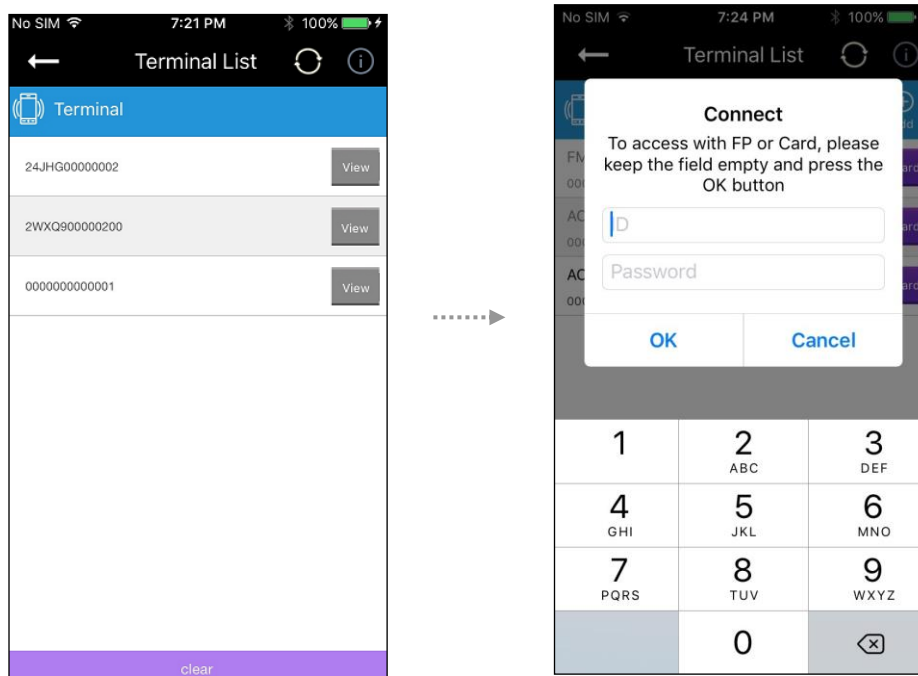 No SIM 7:21 PM 100%
Terminal List
Terminal
24JHG00000002 View
2WXQ900000200 View
0000000000001 View
clear
No SIM 7:24 PM 100%
Terminal List
Connect
To access with FP or Card, please
keep the field empty and press the
OK button
ID
Password
OK Cancel
1 2 3
ABC DEF
4 5 6
GHI JKL MNO
7 8 9
PQRS TUV WXYZ
0